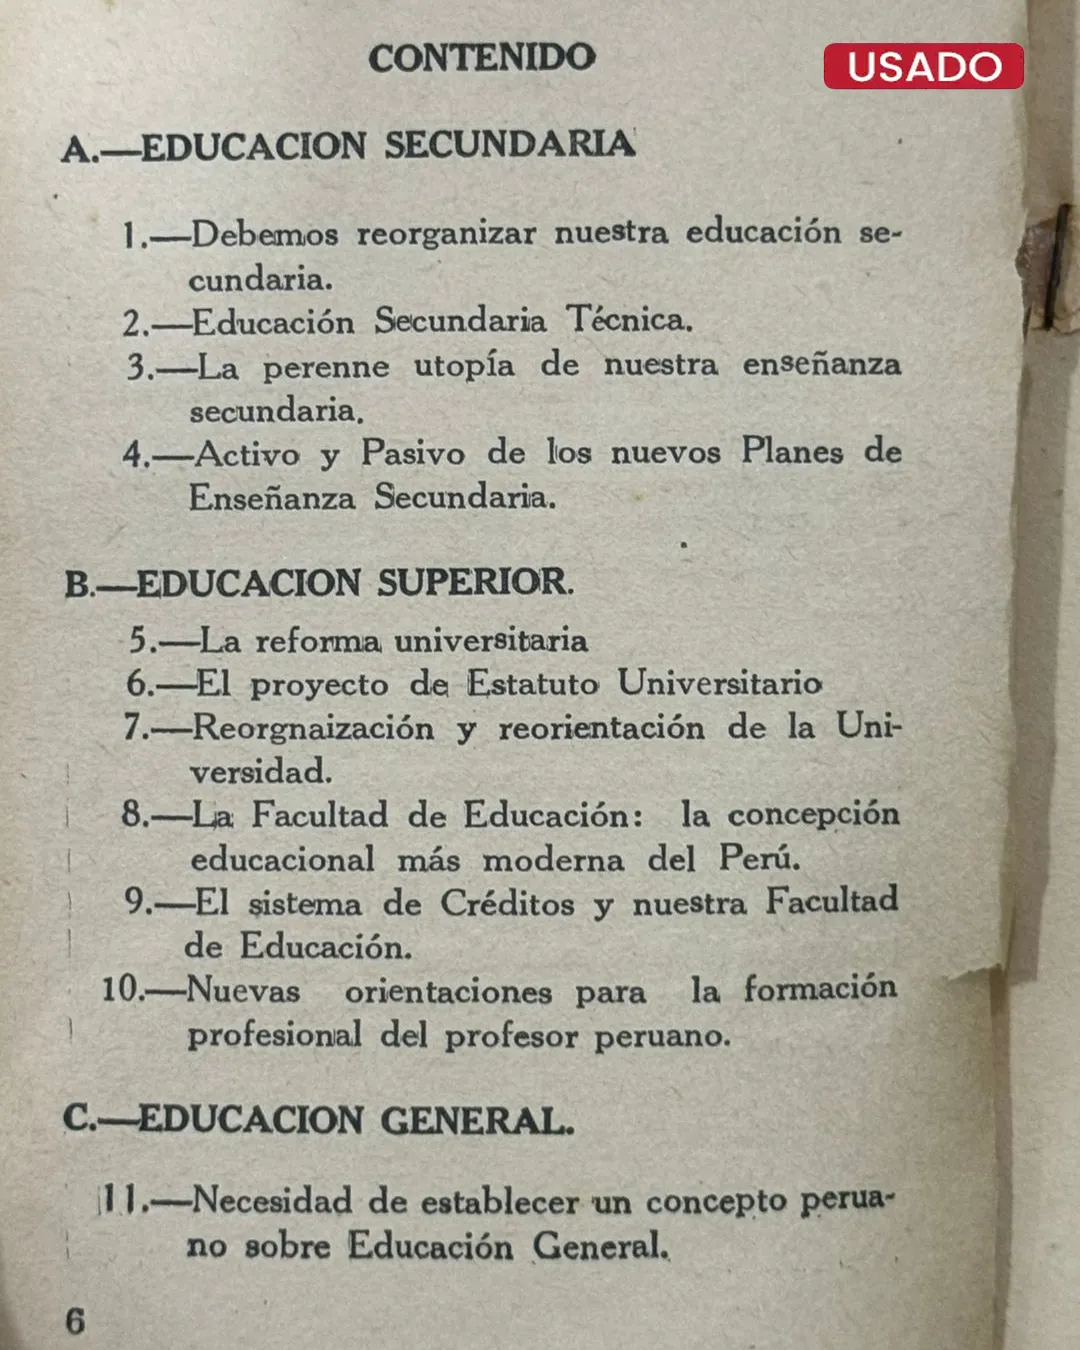 CONTENIDO
USADO
A.—EDUCACION SECUNDARIA
1.—Debemos reorganizar nuestra educación se-
cundaria.
2.—Educación Secundaria Técnica.
3.—La perenne utopía de nuestra enseñanza
secundaria.
4.—Activo y Pasivo de los nuevos Planes de
Enseñanza Secundaria.
B.—EDUCACION SUPERIOR.
5.—La reforma universitaria
6.—El proyecto de Estatuto Universitario
7.—Reorgnaización y reorientación de la Uni-
versidad.
8.—La Facultad de Educación: la concepción
educacional más moderna del Perú.
9.—El sistema de Créditos y nuestra Facultad
de Educación.
10.—Nuevas orientaciones para la formación
profesional del profesor peruano.
C.—EDUCACION GENERAL.
11.—Necesidad de establecer un concepto perua-
no sobre Educación General.
6